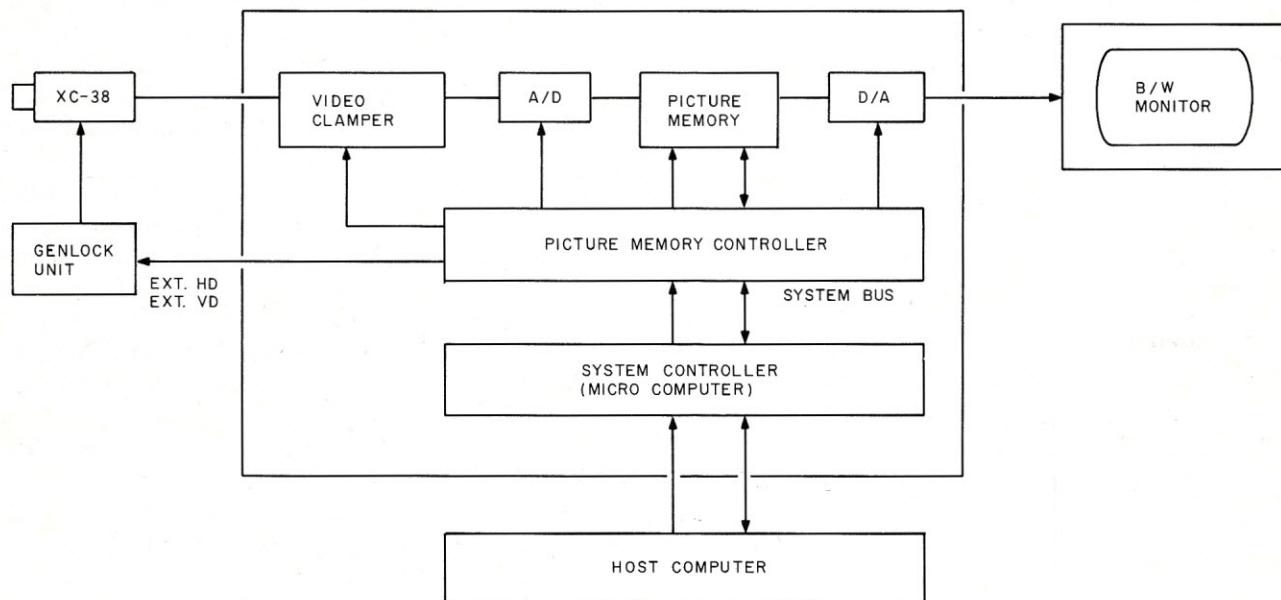 XC-38
VIDEO
CLAMPER
A/D
PICTURE
MEMORY
D/A
B/W
MONITOR
GENLOCK
UNIT
EXT. HD
EXT. VD
PICTURE MEMORY CONTROLLER
SYSTEM BUS
SYSTEM CONTROLLER
(MICRO COMPUTER)
HOST COMPUTER